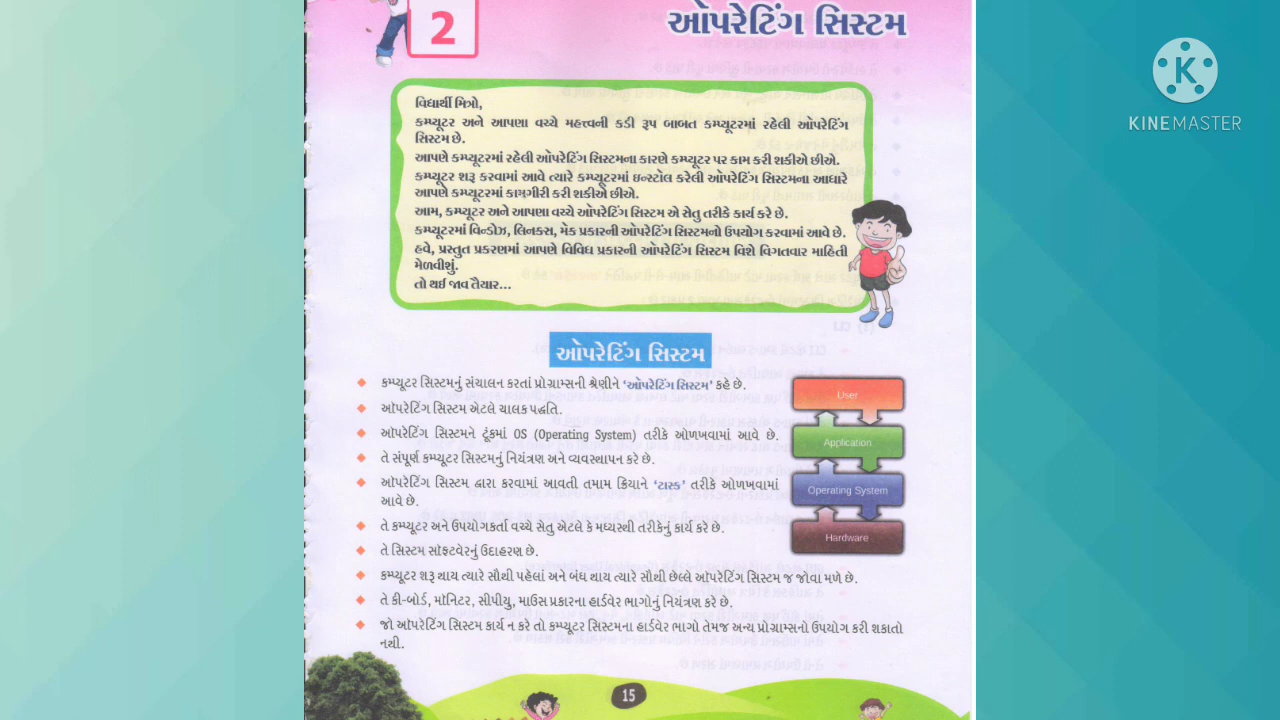 2
ઑપરેટિંગ સિસ્ટમ
KINEMASTER
વિદ્યાર્થી મિત્રો,
કમ્પ્યૂટર અને આપણા વચ્ચે મહત્ત્વની કડી રૂપ બાબત કમ્પ્યૂટરમાં રહેલી ઑપરેટિંગ
સિસ્ટમ છે.
આપણે કમ્પ્યૂટરમાં રહેલી ઑપરેટિંગ સિસ્ટમના કારણે કમ્પ્યૂટર પર કામ કરી શકીએ છીએ.
કમ્પ્યૂટર શરૂ કરવામાં આવે ત્યારે કમ્પ્યૂટરમાં ઇન્સ્ટોલ કરેલી ઑપરેટિંગ સિસ્ટમના આધારે
આપણે કમ્પ્યૂટરમાં કામગીરી કરી શકીએ છીએ.
આમ, કમ્પ્યૂટર અને આપણા વચ્ચે ઑપરેટિંગ સિસ્ટમ એ સેતુ તરીકે કાર્ય કરે છે.
કમ્પ્યૂટરમાં વિન્ડોઝ, લિનક્સ, મેક પ્રકારની ઑપરેટિંગ સિસ્ટમનો ઉપયોગ કરવામાં આવે છે.
હવે, પ્રસ્તુત પ્રકરણમાં આપણે વિવિધ પ્રકારની ઑપરેટિંગ સિસ્ટમ વિશે વિગતવાર માહિતી
મેળવીશું.
તો થઈ જાવ તૈયાર...
ઑપરેટિંગ સિસ્ટમ
કમ્પ્યૂટર સિસ્ટમનું સંચાલન કરતાં પ્રોગ્રામ્સની શ્રેણીને ‘ઑપરેટિંગ સિસ્ટમ’ કહે છે.
ઑપરેટિંગ સિસ્ટમ એટલે ચાલક પદ્ધતિ.
ઑપરેટિંગ સિસ્ટમને ટૂંકમાં OS (Operating System) તરીકે ઓળખવામાં આવે છે.
તે સંપૂર્ણ કમ્પ્યૂટર સિસ્ટમનું નિયંત્રણ અને વ્યવસ્થાપન કરે છે.
ઑપરેટિંગ સિસ્ટમ દ્વારા કરવામાં આવતી તમામ ક્રિયાને ‘ટાસ્ક’ તરીકે ઓળખવામાં
આવે છે.
તે કમ્પ્યૂટર અને ઉપયોગકર્તા વચ્ચે સેતુ એટલે કે મધ્યસ્થી તરીકેનું કાર્ય કરે છે.
તે સિસ્ટમ સૉફટવેરનું ઉદાહરણ છે.
કમ્પ્યૂટર શરૂ થાય ત્યારે સૌથી પહેલાં અને બંધ થાય ત્યારે સૌથી છેલ્લે ઑપરેટિંગ સિસ્ટમ જ જોવા મળે છે.
તે કી-બોર્ડ, મૉનિટર, સીપીયુ, માઉસ પ્રકારના હાર્ડવેર ભાગોનું નિયંત્રણ કરે છે.
જો ઑપરેટિંગ સિસ્ટમ કાર્ય ન કરે તો કમ્પ્યૂટર સિસ્ટમના હાર્ડવેર ભાગો તેમજ અન્ય પ્રોગ્રામ્સનો ઉપયોગ કરી શકાતો
નથી.
User
Application
Operating System
Hardware
15